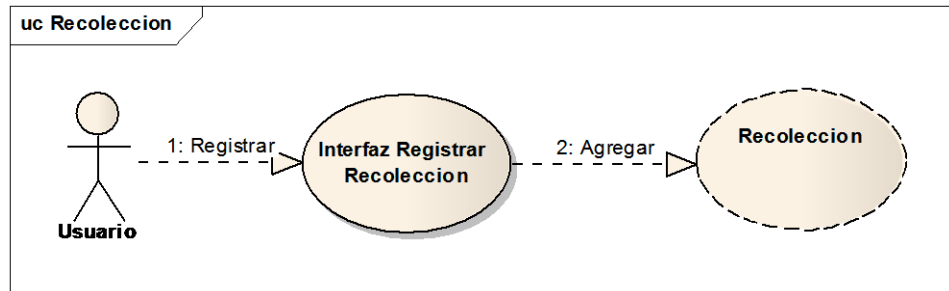 uc Recoleccion
1: Registrar
Interfaz Registrar
Recoleccion
2: Agregar
Recoleccion
Usuario